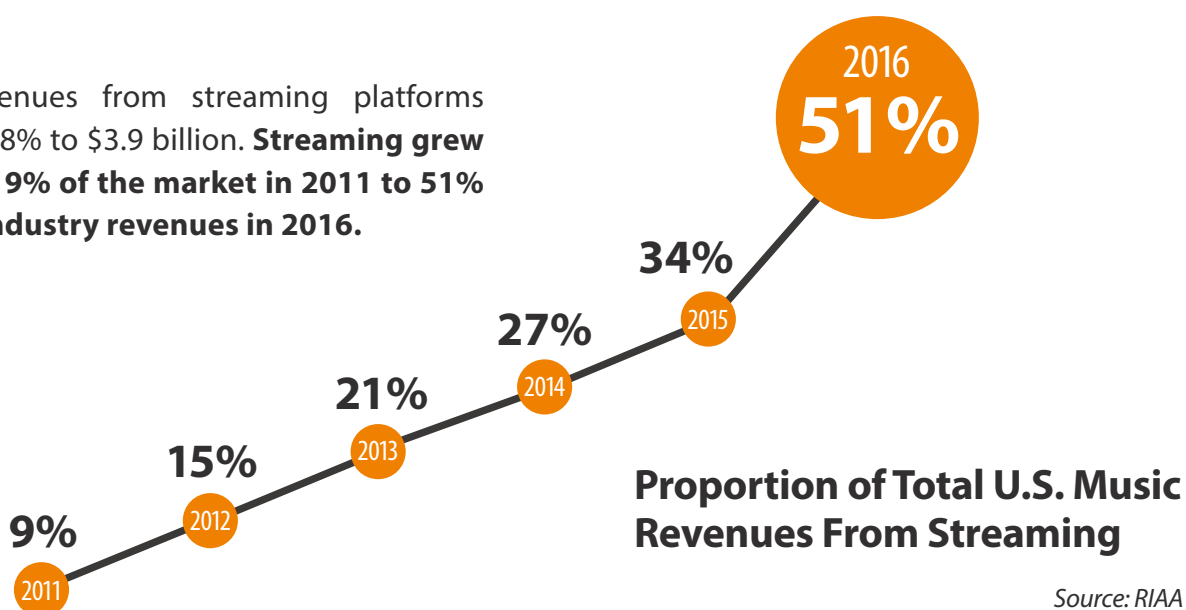 enues from streaming platforms
8% to $3.9 billion. Streaming grew
9% of the market in 2011 to 51%
ndustry revenues in 2016.
2016
51%
34%
2015
27%
2014
21%
2013
15%
2012
9%
2011
Proportion of Total U.S. Music
Revenues From Streaming
Source: RIAA